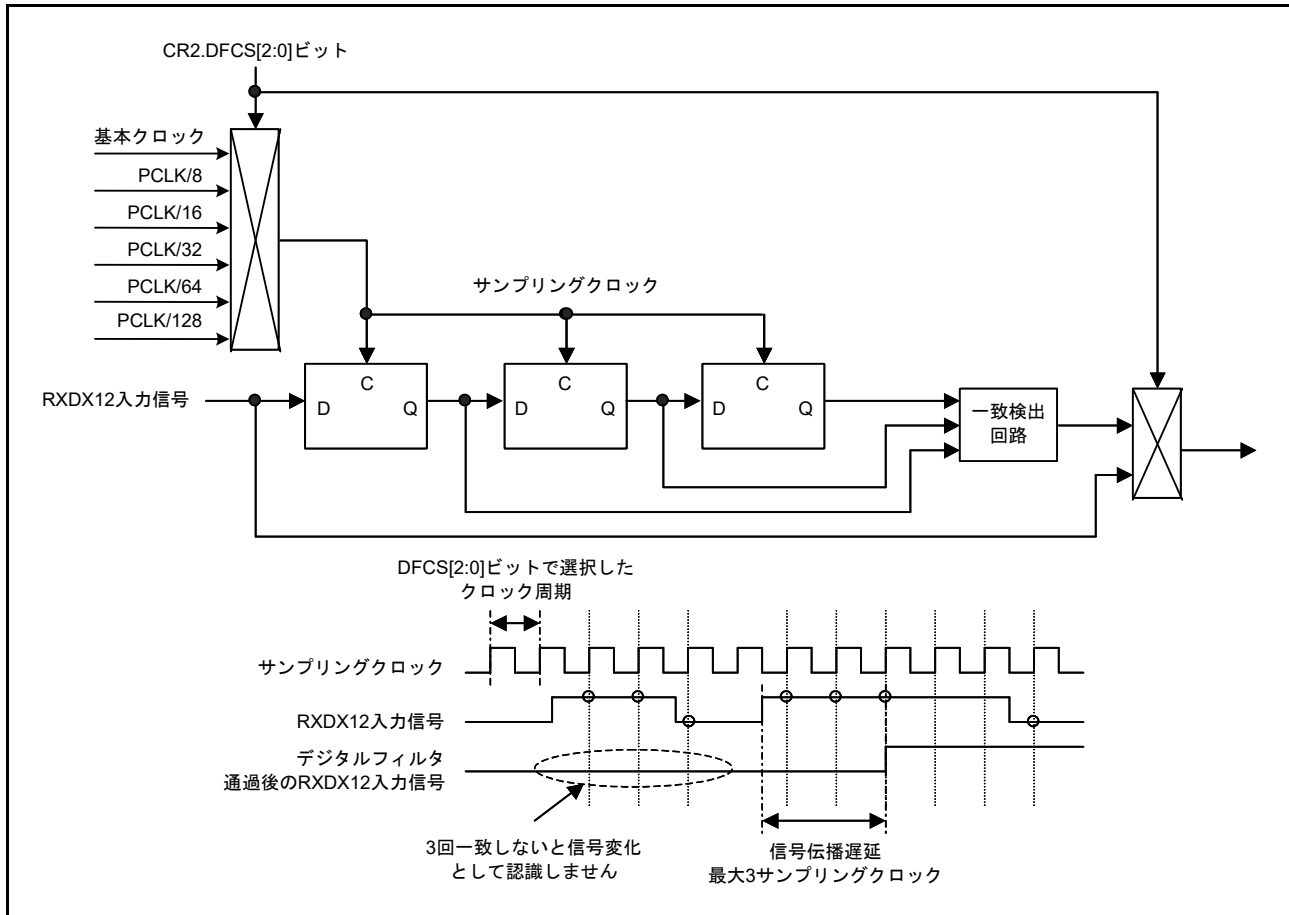 CR2.DFCS[2:0]ビット
基本クロック
PCLK/8
PCLK/16
PCLK/32
PCLK/64
PCLK/128
サンプリングクロック
RXDX12入力信号
C
D
Q
C
D
Q
C
D
Q
一致検出
回路
DFCS[2:0]ビットで選択した
クロック周期
サンプリングクロック
RXDX12入力信号
デジタルフィルタ
通過後のRXDX12入力信号
3回一致しないと信号変化
として認識しません
信号伝播遅延
最大3サンプリングクロック